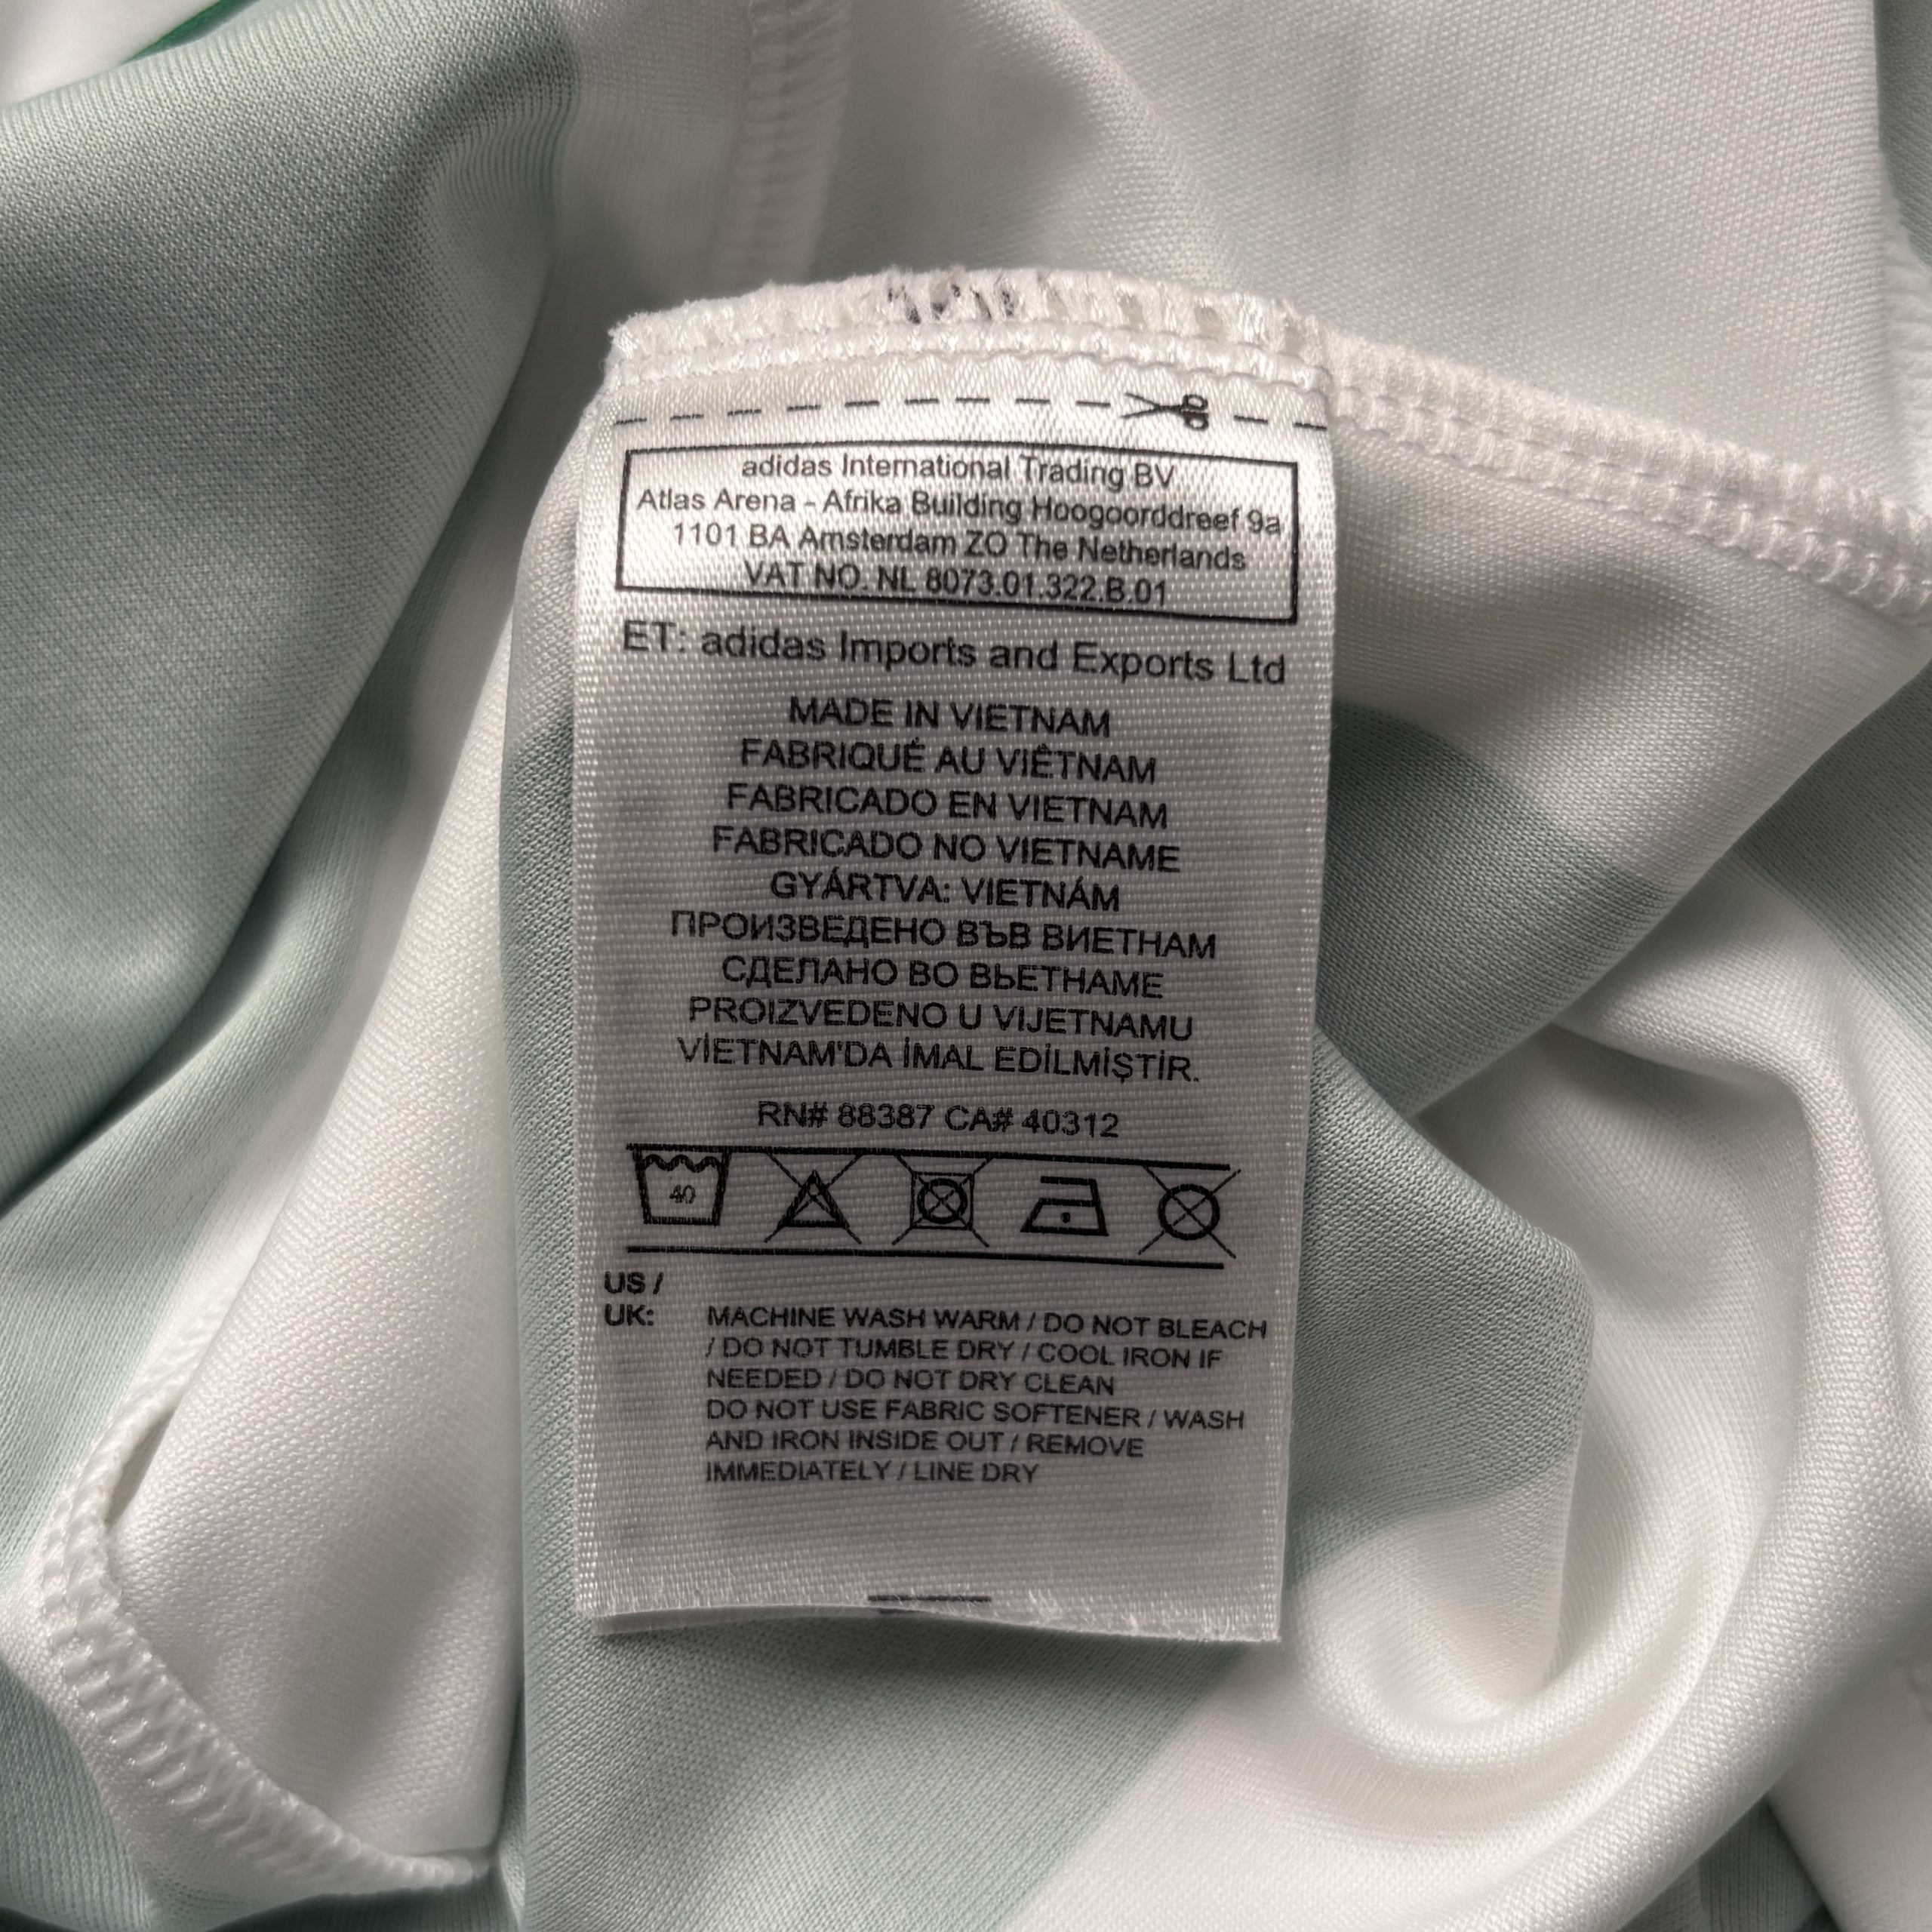 adidas International Trading BV
Atlas Arena - Afrika Building Hoogoorddreef 9a
1101 BA Amsterdam ZO The Netherlands
VAT NO. NL 8073.01.322.B.01
ET: adidas Imports and Exports Ltd
MADE IN VIETNAM
FABRIQUÉ AU VIÊTNAM
FABRICADO EN VIETNAM
FABRICADO NO VIETNAME
GYÁRTVA: VIETNÁM
ПРОИЗВЕДЕНО ВЪВ ВИЕТНАМ
СДЕЛАНО ВО ВЬЕТНАМЕ
PROIZVEDENO U VIJETNAMU
VİETNAM'DA İMAL EDİLMİŞTİR.
RN# 88387 CA# 40312
40
US /
UK: MACHINE WASH WARM / DO NOT BLEACH
/ DO NOT TUMBLE DRY / COOL IRON IF
NEEDED / DO NOT DRY CLEAN
DO NOT USE FABRIC SOFTENER / WASH
AND IRON INSIDE OUT / REMOVE
IMMEDIATELY / LINE DRY